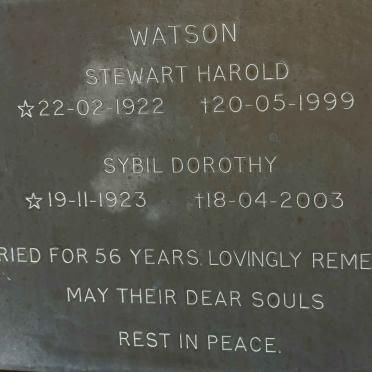 WATSON
STEWART HAROLD
☆22-02-1922 †20-05-1999
SYBIL DOROTHY
☆19-11-1923 †18-04-2003
RIED FOR 56 YEARS. LOVINGLY REME
MAY THEIR DEAR SOULS
REST IN PEACE.